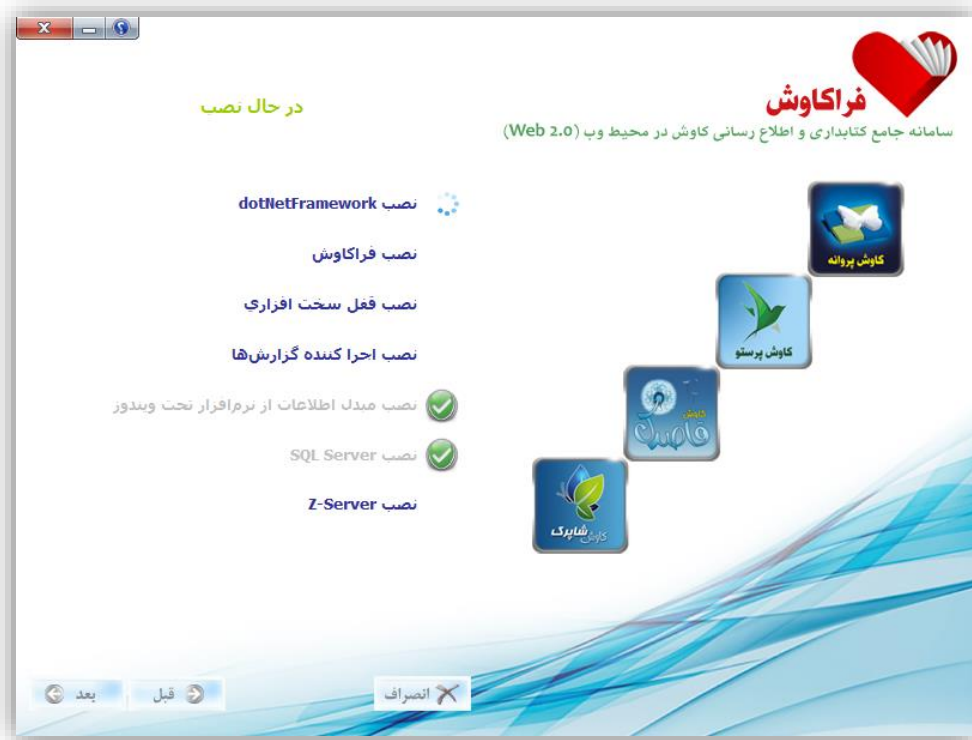 فراکاوش
سامانه جامع کتابداری و اطلاع رسانی کاوش در محیط وب (Web 2.0)
در حال نصب
نصب dotNetFramework
نصب فراکاوش
نصب قفل سخت افزاري
نصب اجرا کننده گزارش‌ها
نصب مبدل اطلاعات از نرم‌افزار تحت ویندوز
نصب SQL Server
نصب Z-Server
کاوش پروانه
کاوش پرستو
کاوش
قاصدک
کاوش شاپرک
انصراف
قبل
بعد